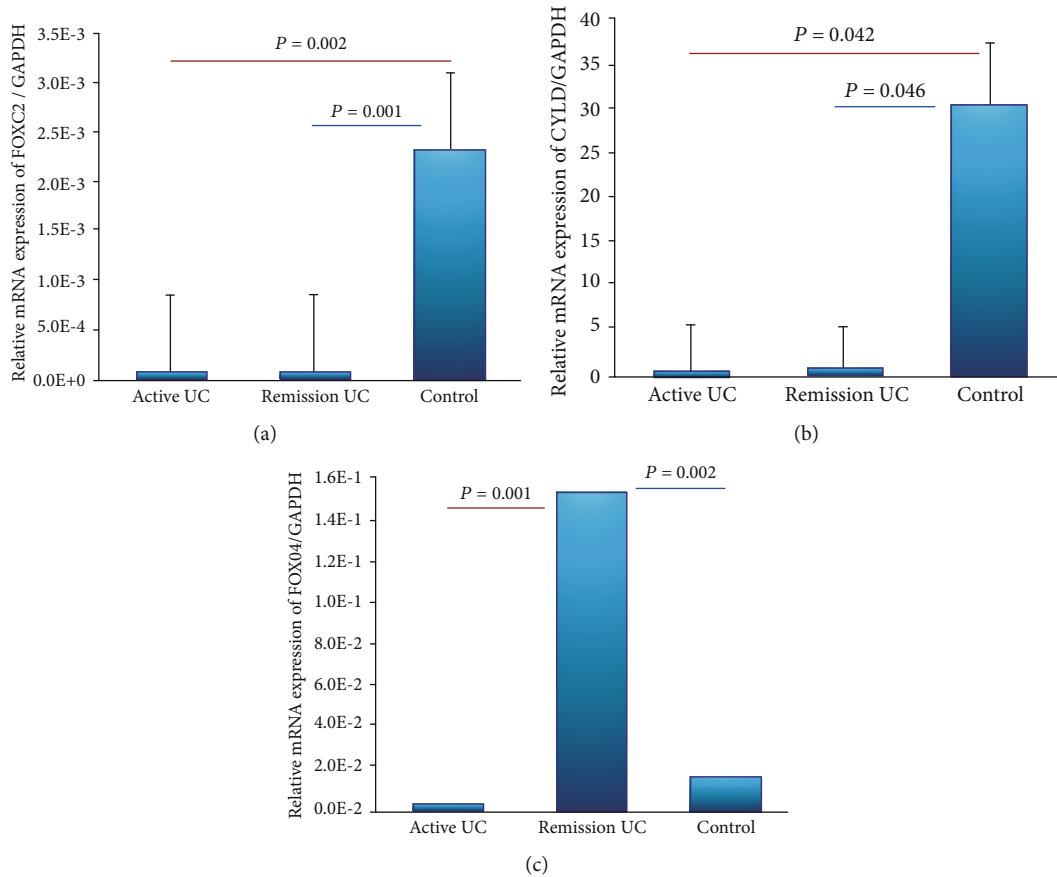 Relative mRNA expression of FOXC2 / GAPDH
3.5E-3
3.0E-3
2.5E-3
2.0E-3
1.5E-3
1.0E-3
5.0E-4
0.0E+0
P = 0.002
P = 0.001
Active UC
Remission UC
Control
(a)
Relative mRNA expression of CYLD/GAPDH
40
35
30
25
20
15
10
5
0
P = 0.042
P = 0.046
Active UC
Remission UC
Control
(b)
Relative mRNA expression of FOX04/GAPDH
1.6E-1
1.4E-1
1.2E-1
1.0E-1
8.0E-2
6.0E-2
4.0E-2
2.0E-2
0.0E-2
P = 0.001
P = 0.002
Active UC
Remission UC
Control
(c)